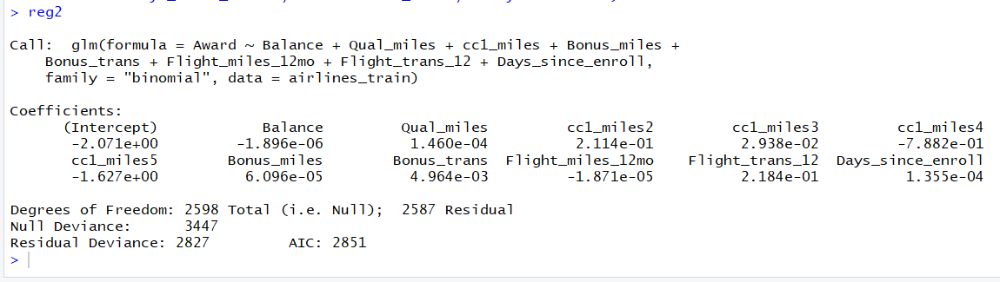 > reg2
Call:  glm(formula = Award ~ Balance + Qual_miles + cc1_miles + Bonus_miles +
    Bonus_trans + Flight_miles_12mo + Flight_trans_12 + Days_since_enroll,
    family = "binomial", data = airlines_train)
Coefficients:
      (Intercept)            Balance         Qual_miles         cc1_miles2         cc1_miles3         cc1_miles4
       -2.071e+00         -1.896e-06          1.460e-04          2.114e-01          2.938e-02         -7.882e-01
       cc1_miles5        Bonus_miles        Bonus_trans  Flight_miles_12mo    Flight_trans_12  Days_since_enroll
       -1.627e+00          6.096e-05          4.964e-03         -1.871e-05          2.184e-01          1.355e-04
Degrees of Freedom: 2598 Total (i.e. Null);  2587 Residual
Null Deviance:      3447
Residual Deviance: 2827         AIC: 2851
>